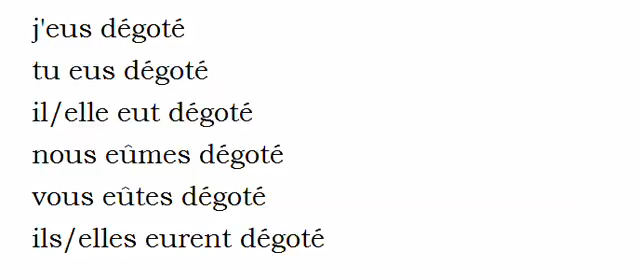 j'eus dégoté
tu eus dégoté
il/elle eut dégoté
nous eûmes dégoté
vous eûtes dégoté
ils/elles eurent dégoté